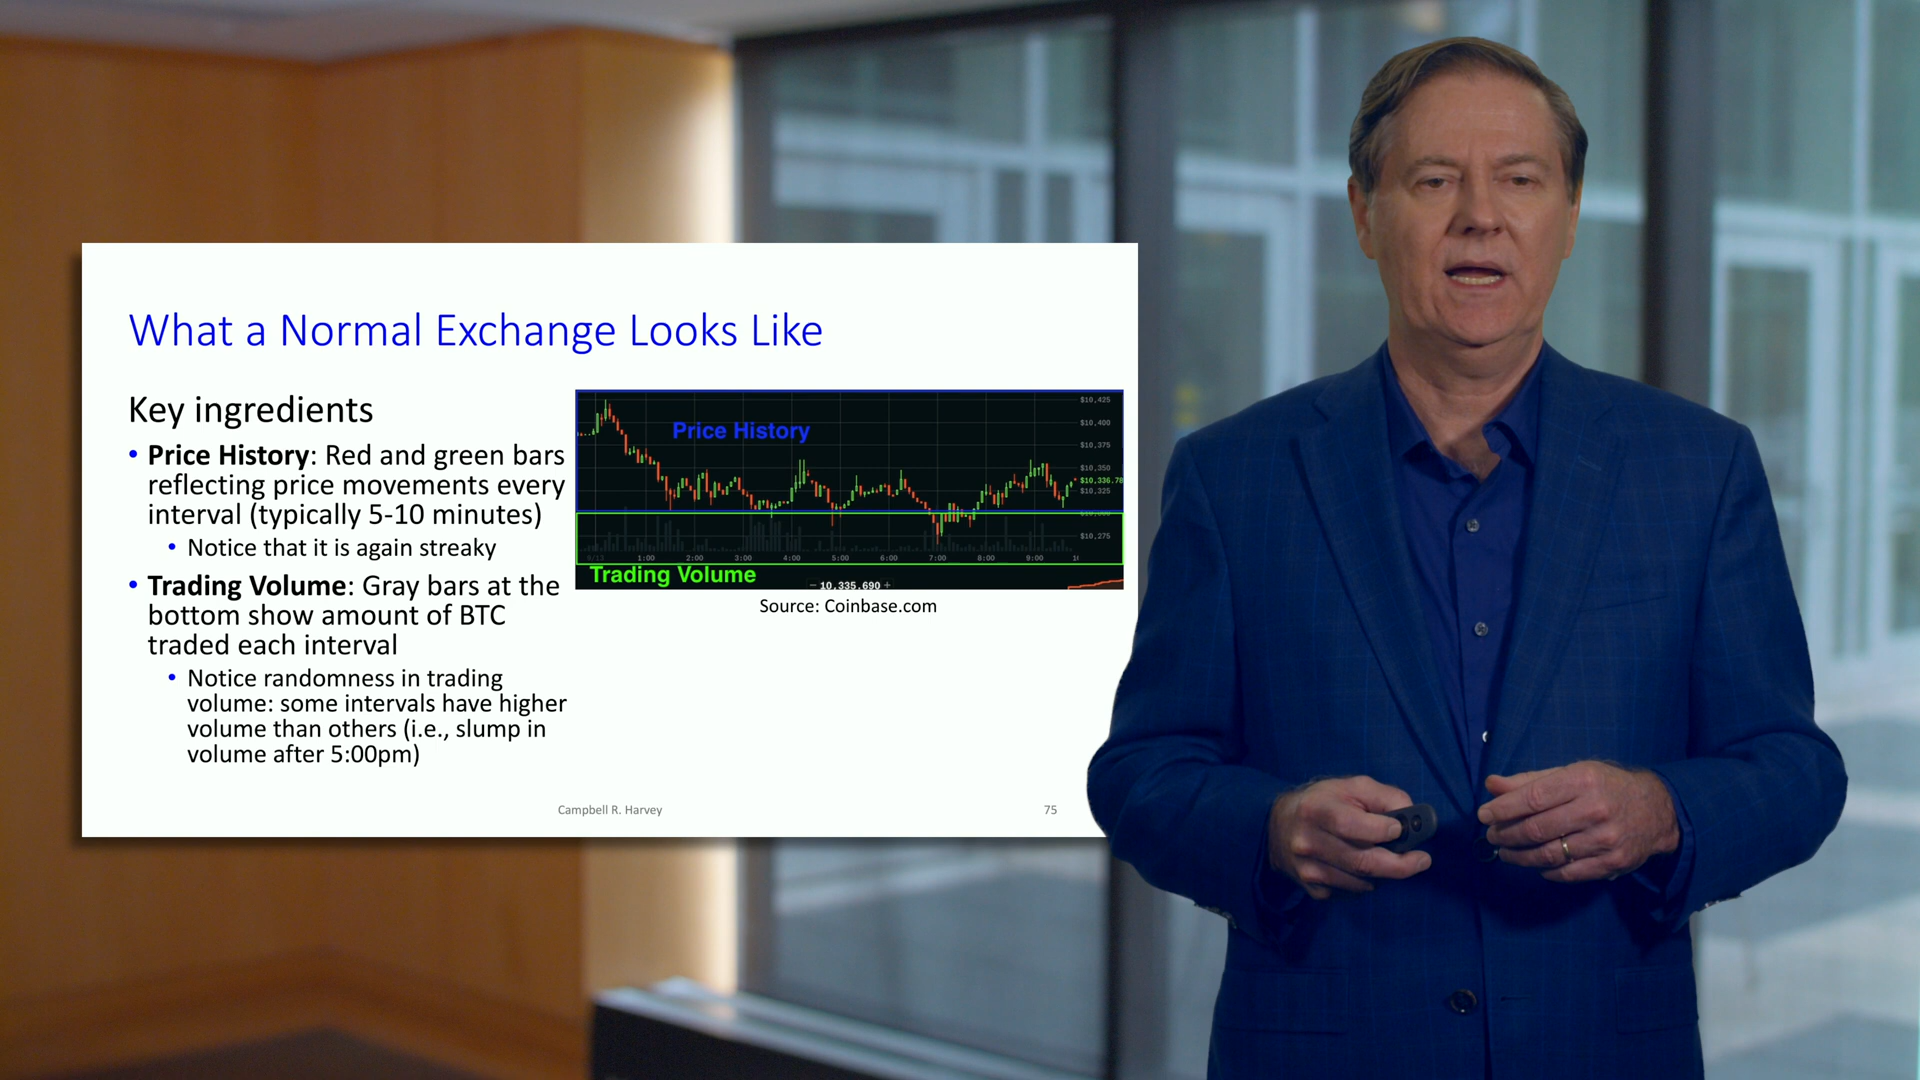 What a Normal Exchange Looks Like
Key ingredients
• Price History: Red and green bars
reflecting price movements every
interval (typically 5-10 minutes)
• Notice that it is again streaky
• Trading Volume: Gray bars at the
bottom show amount of BTC
traded each interval
• Notice randomness in trading
volume: some intervals have higher
volume than others (i.e., slump in
volume after 5:00pm)
Price History
$10,425
$10,400
$10,375
$10,350
$10,336.78
$10,325
$10,275
1:00 2:00 3:00 4:00 5:00 6:00 7:00 8:00 9:00
Trading Volume
− 10,335.690 +
Source: Coinbase.com
Campbell R. Harvey
75